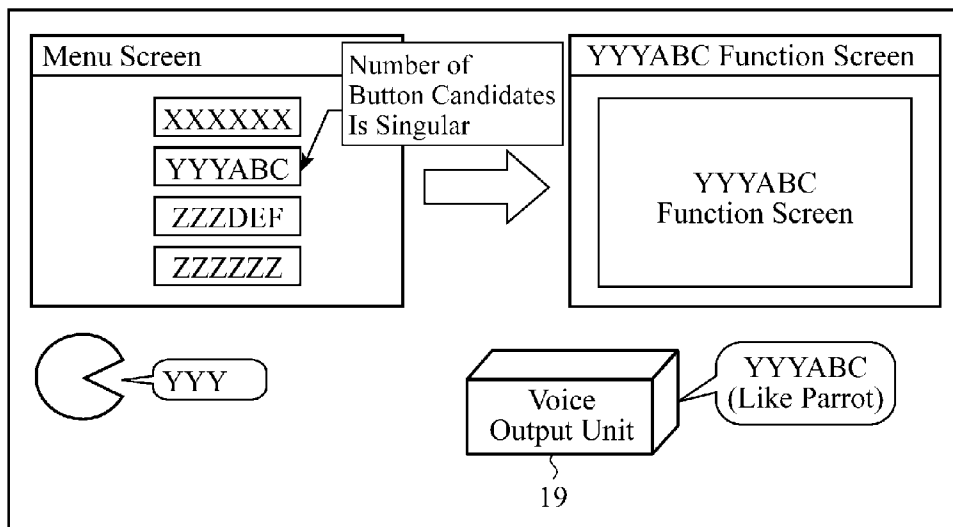 Menu Screen
XXXXXX
YYYABC
ZZZDEF
ZZZZZZ
Number of
Button Candidates
Is Singular
YYYABC Function Screen
YYYABC
Function Screen
YYY
Voice
Output Unit
19
YYYABC
(Like Parrot)